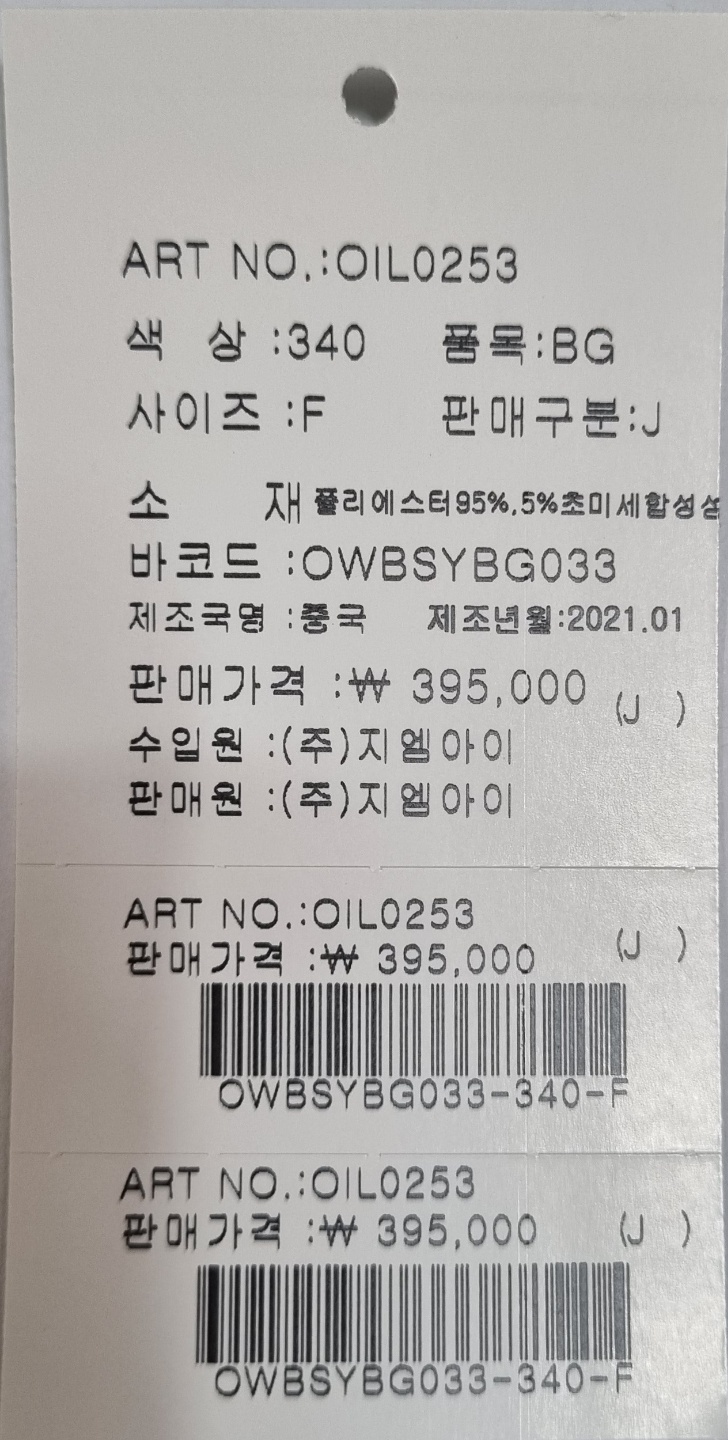 ART NO.:OIL0253
색 상 :340 품목:BG
사이즈 :F 판매구분:J
소 재 폴리에스터95%,5%초미세합성섬
바코드 :OWBSYBG033
제조국명 :중국 제조년월:2021.01
판매가격 :₩ 395,000 (J )
수입원 :(주)지엠아이
판매원 :(주)지엠아이
ART NO.:OIL0253
판매가격 :₩ 395,000 (J )
OWBSYBG033-340-F
ART NO.:OIL0253
판매가격 :₩ 395,000 (J )
OWBSYBG033-340-F